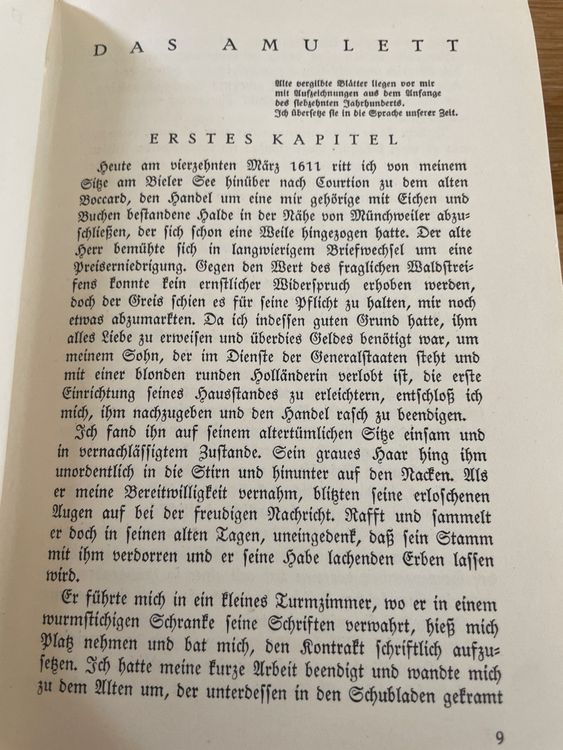 DAS AMULETT
Alte vergilbte Blätter liegen vor mir
mit Aufzeichnungen aus dem Anfange
des siebzehnten Jahrhunderts.
Ich übersetze sie in die Sprache unserer Zeit.
ERSTES KAPITEL
Heute am vierzehnten März 1611 ritt ich von meinem
Sitze am Bieler See hinüber nach Courtion zu dem alten
Boccard, den Handel um eine mir gehörige mit Eichen und
Buchen bestandene Halde in der Nähe von Münchweiler abzu-
schließen, der sich schon eine Weile hingezogen hatte. Der alte
Herr bemühte sich in langwierigem Briefwechsel um eine
Preiserniedrigung. Gegen den Wert des fraglichen Waldstrei-
fens konnte kein ernstlicher Widerspruch erhoben werden,
doch der Greis schien es für seine Pflicht zu halten, mir noch
etwas abzumarkten. Da ich indessen guten Grund hatte, ihm
alles Liebe zu erweisen und überdies Geldes benötigt war, um
meinem Sohn, der im Dienste der Generalstaaten steht und
mit einer blonden runden Holländerin verlobt ist, die erste
Einrichtung seines Hausstandes zu erleichtern, entschloß ich
mich, ihm nachzugeben und den Handel rasch zu beendigen.
Ich fand ihn auf seinem altertümlichen Sitze einsam und
in vernachlässigtem Zustande. Sein graues Haar hing ihm
unordentlich in die Stirn und hinunter auf den Nacken. Als
er meine Bereitwilligkeit vernahm, blitzten seine erloschenen
Augen auf bei der freudigen Nachricht. Rafft und sammelt
er doch in seinen alten Tagen, uneingedenk, daß sein Stamm
mit ihm verdorren und er seine Habe lachenden Erben lassen
wird.
Er führte mich in ein kleines Turmzimmer, wo er in einem
wurmstichigen Schranke seine Schriften verwahrt, hieß mich
Platz nehmen und bat mich, den Kontrakt schriftlich aufzu-
setzen. Ich hatte meine kurze Arbeit beendigt und wandte mich
zu dem Alten um, der unterdessen in den Schubladen gekramt
9